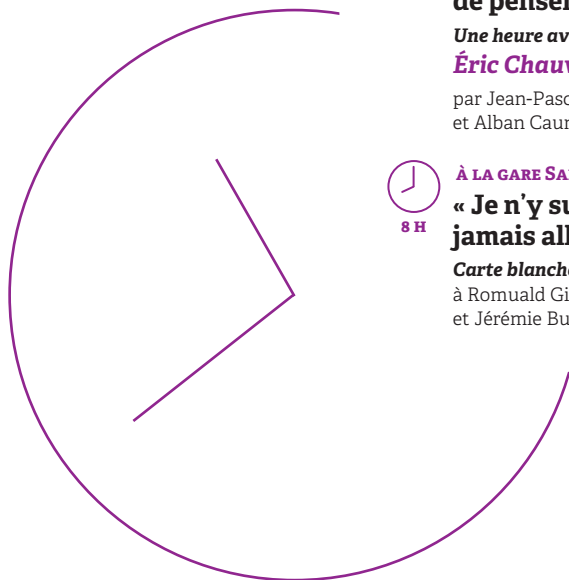 de penser
Une heure av
Éric Chauv
par Jean-Pasc
et Alban Caur
À LA GARE SA
8 H
« Je n'y su
jamais all
Carte blanche
à Romuald Gi
et Jérémie Bu